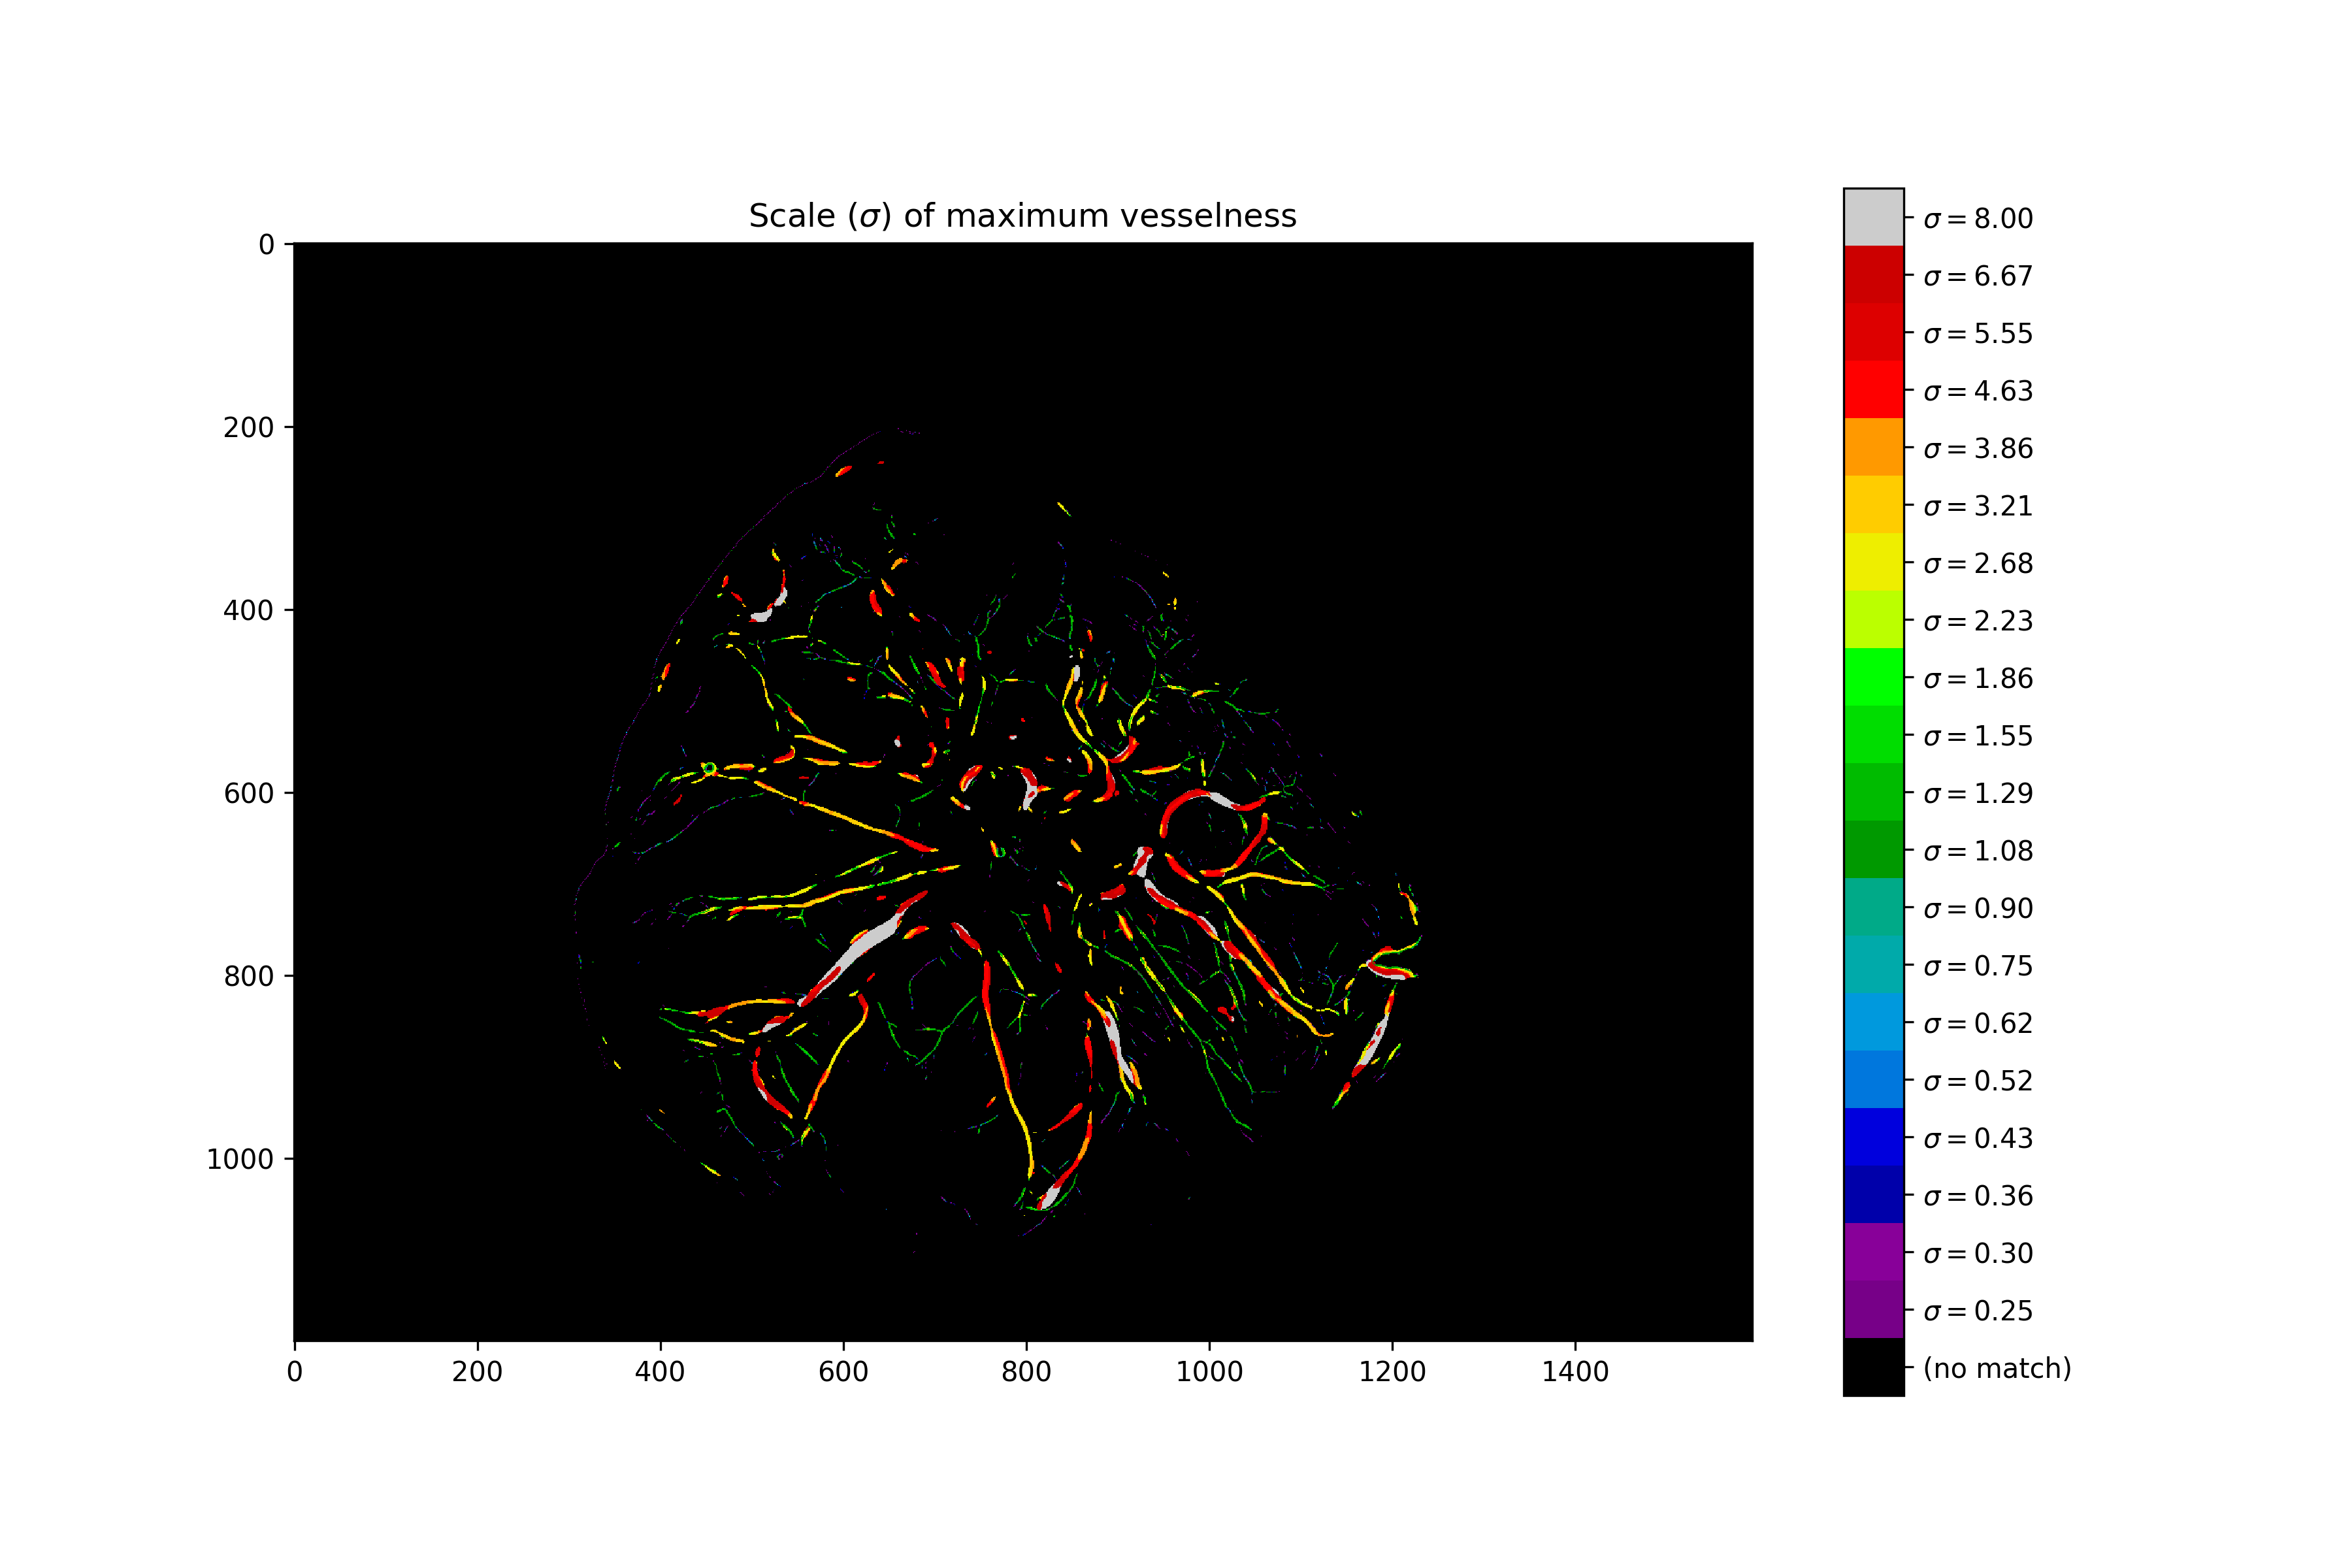 Scale (σ) of maximum vesselness
0
200
400
600
800
1000
0 200 400 600 800 1000 1200 1400
σ = 8.00
σ = 6.67
σ = 5.55
σ = 4.63
σ = 3.86
σ = 3.21
σ = 2.68
σ = 2.23
σ = 1.86
σ = 1.55
σ = 1.29
σ = 1.08
σ = 0.90
σ = 0.75
σ = 0.62
σ = 0.52
σ = 0.43
σ = 0.36
σ = 0.30
σ = 0.25
(no match)